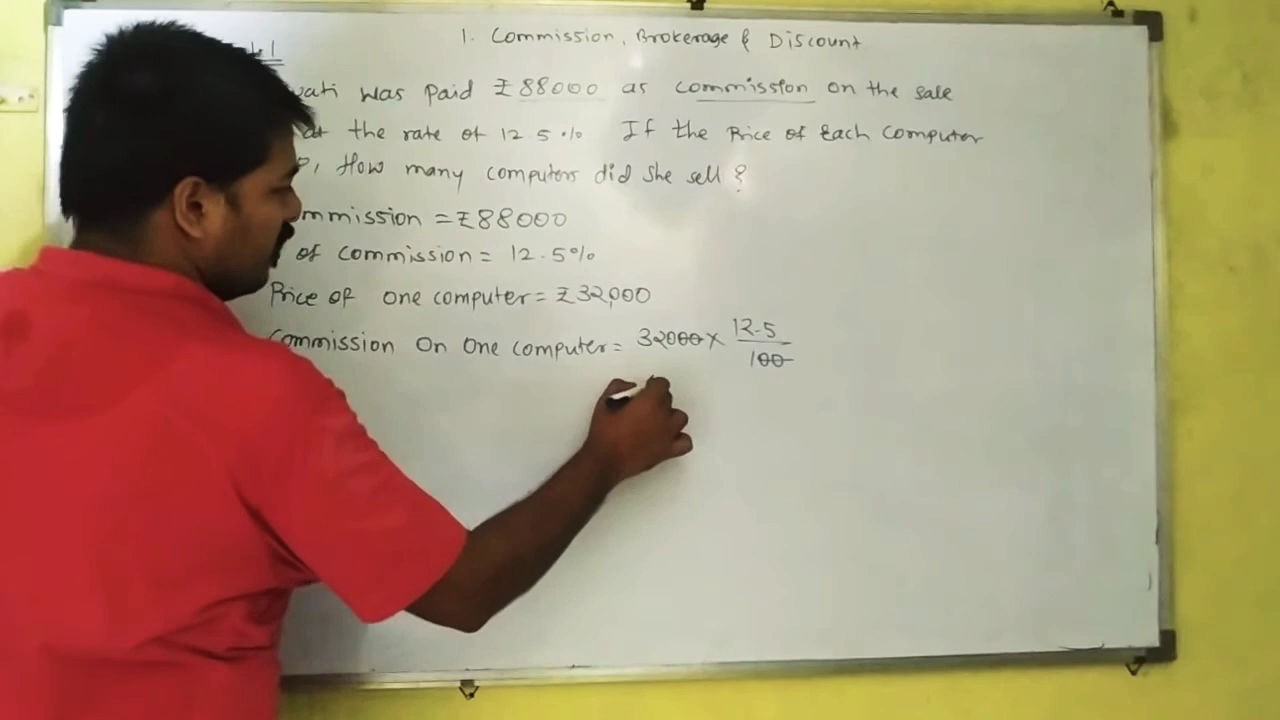 1. Commission, Brokerage & Discount
was Paid ₹88000 as commission on the sale
at the rate of 12.5% If the Price of Each Computer
, How many computers did she sell ?
mmission = ₹88000
of commission = 12.5%
Price of one computer = ₹32,000
Commission On One computer = 32000 × 12.5
100